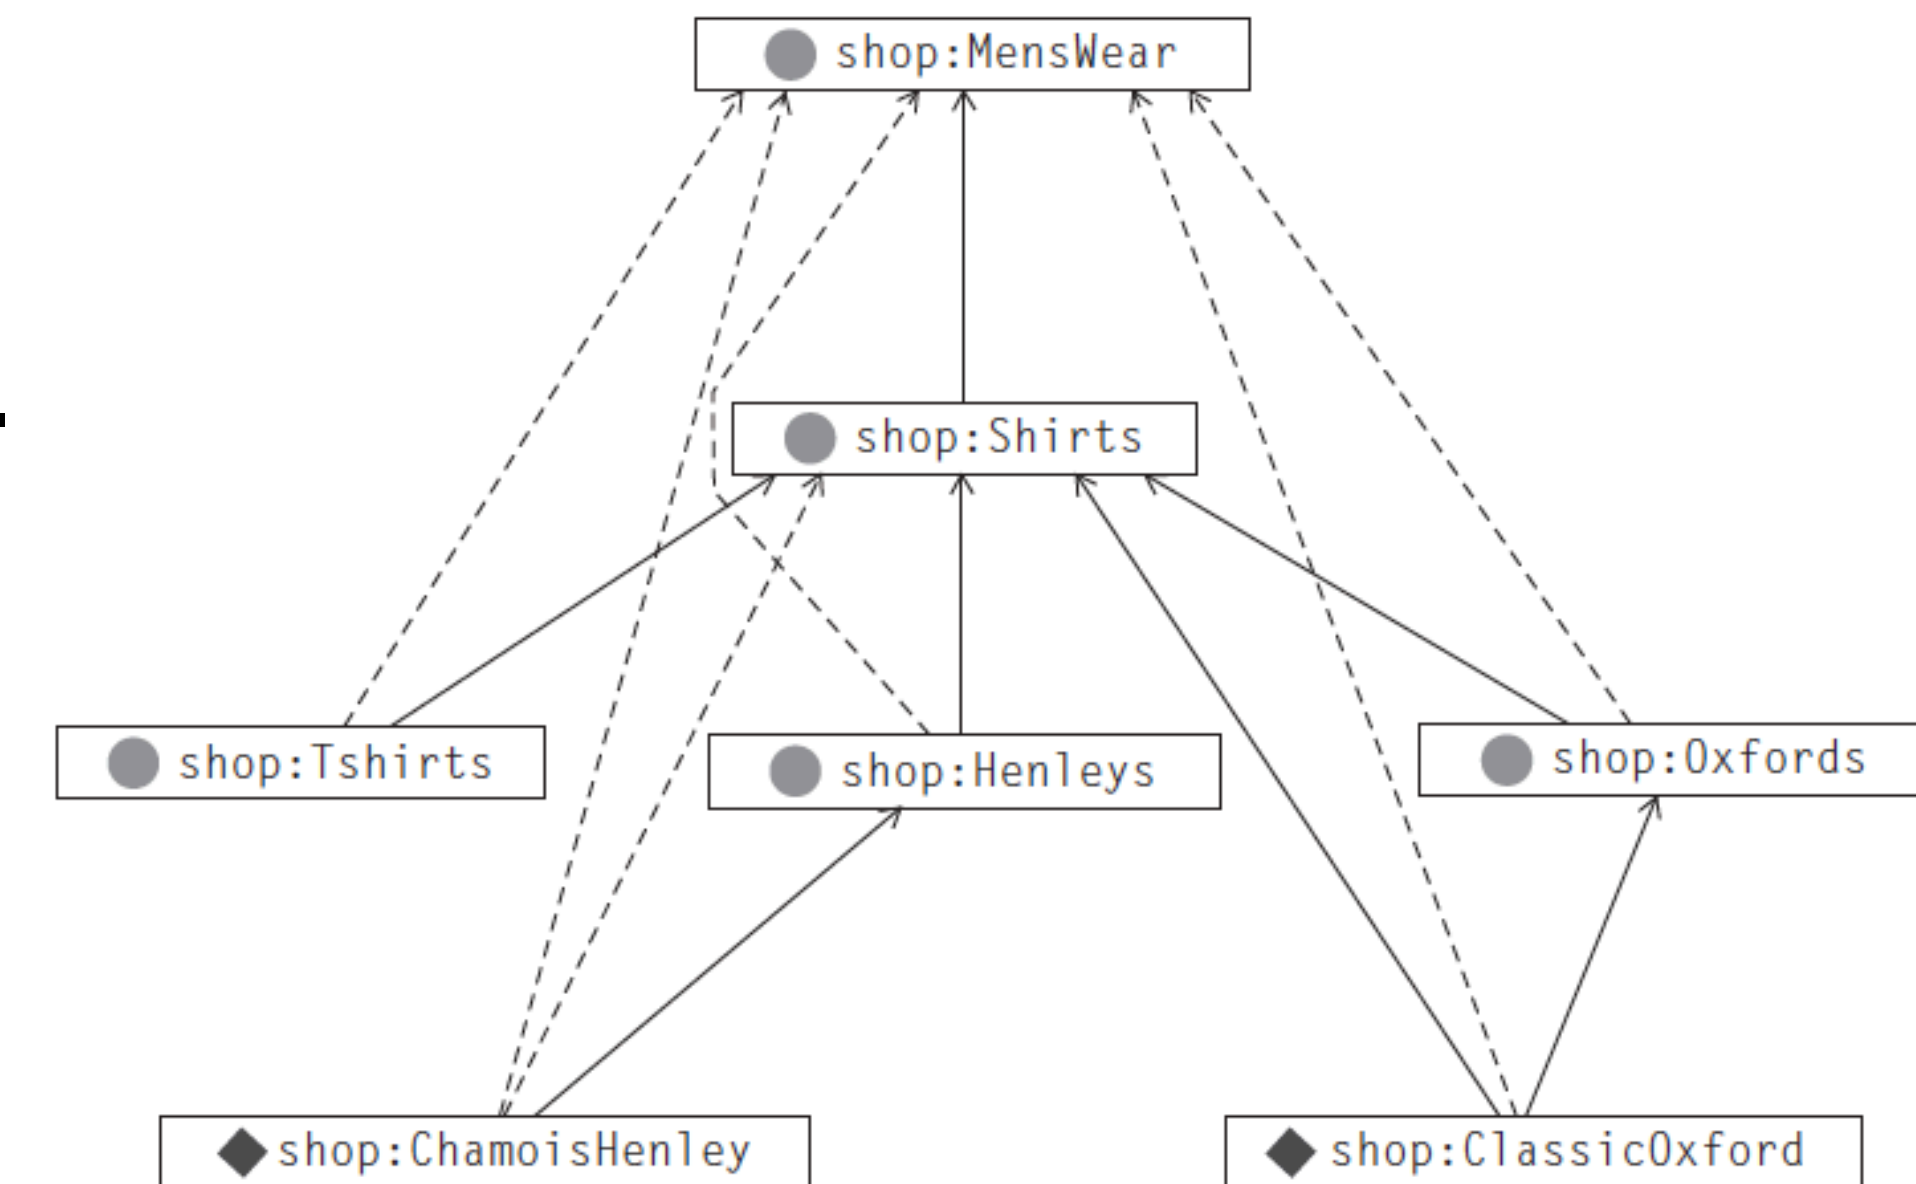 shop:MensWear
shop:Shirts
shop:Tshirts
shop:Henleys
shop:Oxfords
shop:ChamoisHenley
shop:ClassicOxford